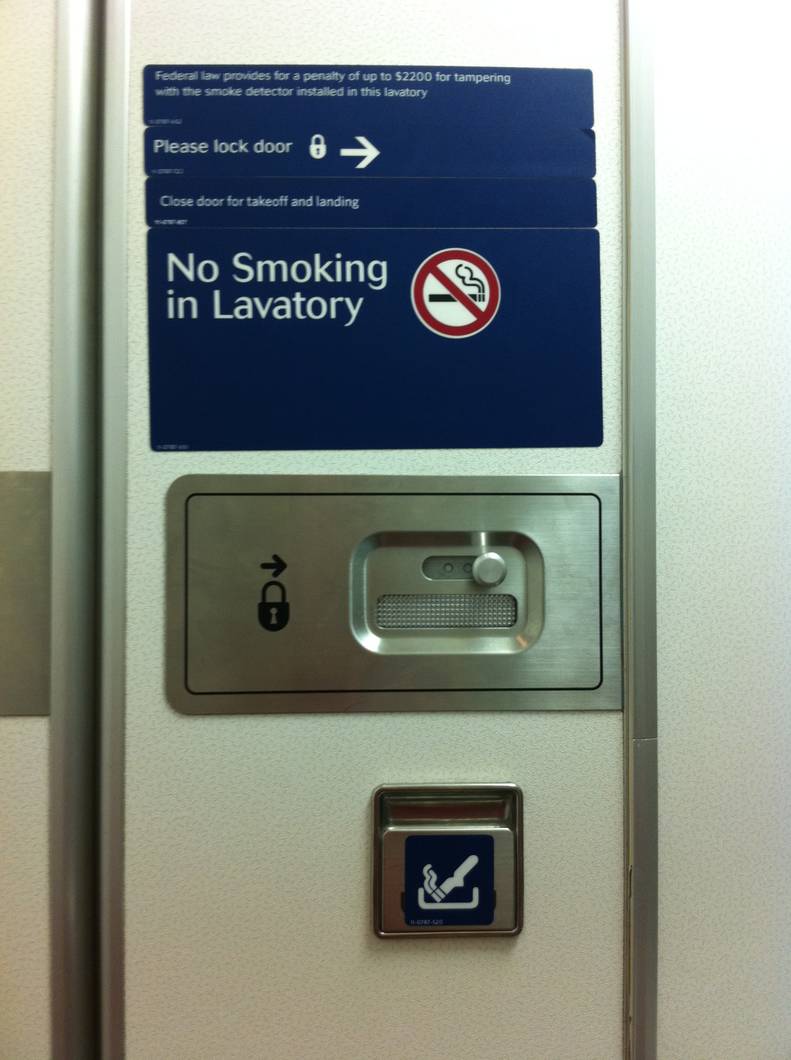 Federal law provides for a penalty of up to $2200 for tampering
with the smoke detector installed in this lavatory
Please lock door
Close door for takeoff and landing
No Smoking
in Lavatory